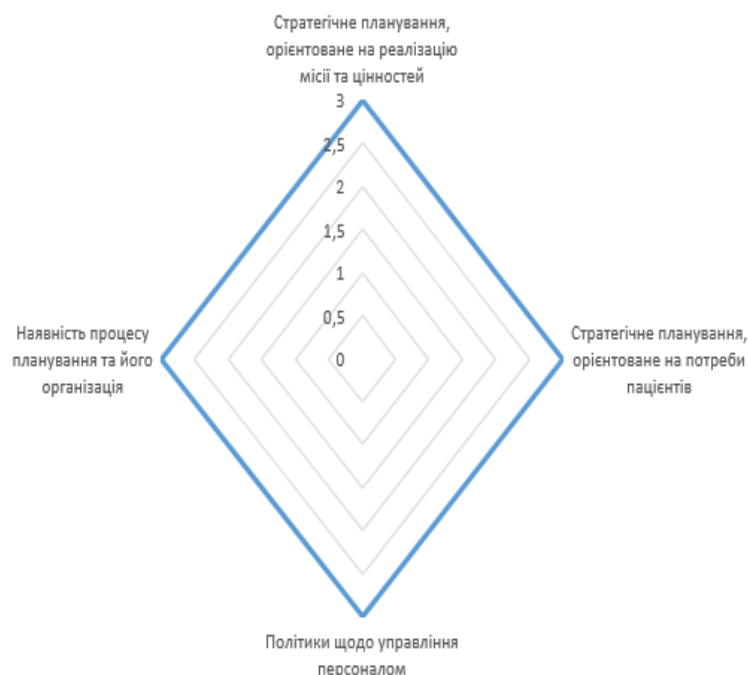 Стратегічне планування,
орієнтоване на реалізацію
місії та цінностей
3
2,5
2
1,5
1
0,5
0
Наявність процесу
планування та його
організація
Стратегічне планування,
орієнтоване на потреби
пацієнтів
Політики щодо управління
персоналом